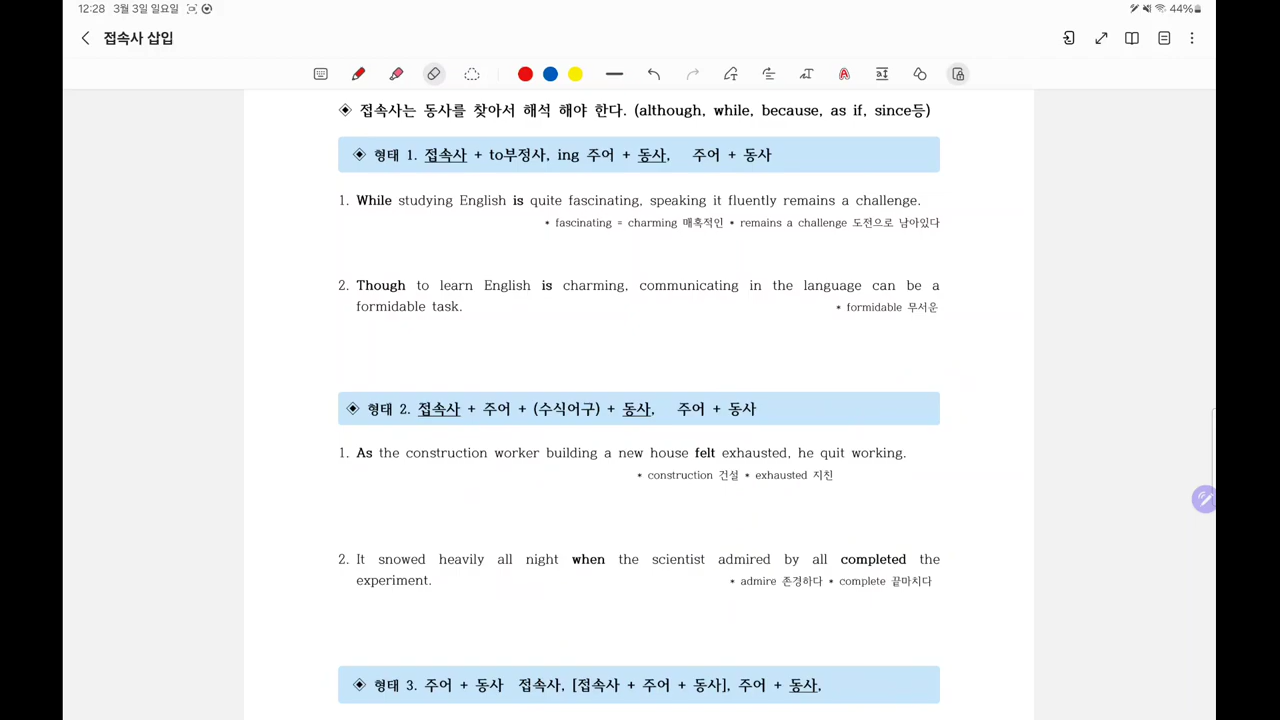 12:28 3월 3일 일요일
44%
접속사 삽입
◈ 접속사는 동사를 찾아서 해석 해야 한다. (although, while, because, as if, since등)
◈ 형태 1. 접속사 + to부정사, ing 주어 + 동사, 주어 + 동사
1. While studying English is quite fascinating, speaking it fluently remains a challenge.
* fascinating = charming 매혹적인 * remains a challenge 도전으로 남아있다
2. Though to learn English is charming, communicating in the language can be a
formidable task.
* formidable 무서운
◈ 형태 2. 접속사 + 주어 + (수식어구) + 동사, 주어 + 동사
1. As the construction worker building a new house felt exhausted, he quit working.
* construction 건설 * exhausted 지친
2. It snowed heavily all night when the scientist admired by all completed the
experiment.
* admire 존경하다 * complete 끝마치다
◈ 형태 3. 주어 + 동사 접속사, [접속사 + 주어 + 동사], 주어 + 동사,